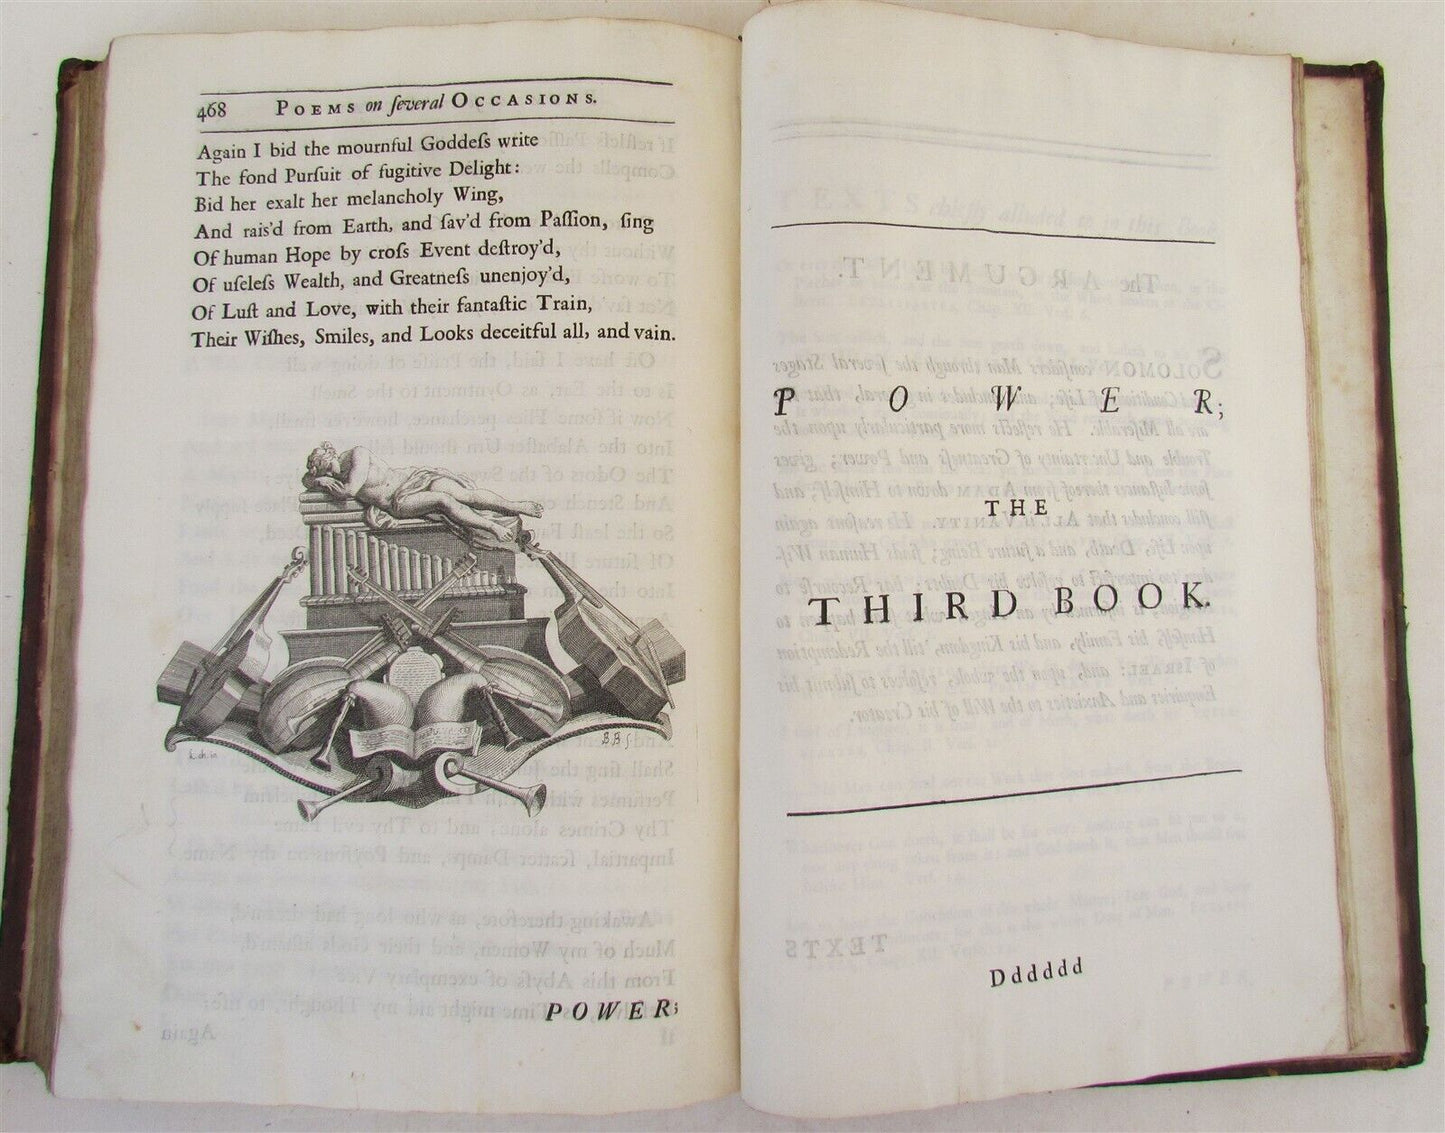 468 POEMS on ſeveral OCCASIONS.
Again I bid the mournful Goddeſs write
The fond Purſuit of fugitive Delight:
Bid her exalt her melancholy Wing,
And rais'd from Earth, and ſav'd from Paſſion, ſing
Of human Hope by croſs Event deſtroy'd,
Of uſeleſs Wealth, and Greatneſs unenjoy'd,
Of Luſt and Love, with their fantaſtic Train,
Their Wiſhes, Smiles, and Looks deceitful all, and vain.
POWER;
POWER;
THE
THIRD BOOK.
Dddddd